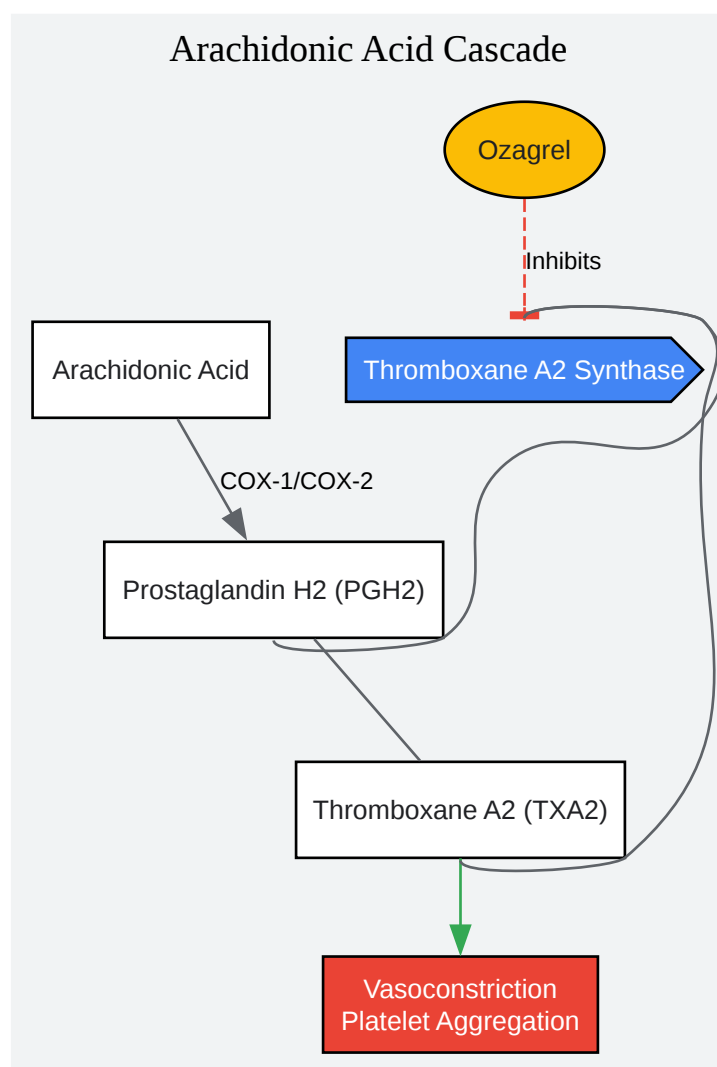 Arachidonic Acid Cascade
Ozagrel
Inhibits
Arachidonic Acid
Thromboxane A2 Synthase
COX-1/COX-2
Prostaglandin H2 (PGH2)
Thromboxane A2 (TXA2)
Vasoconstriction
Platelet Aggregation